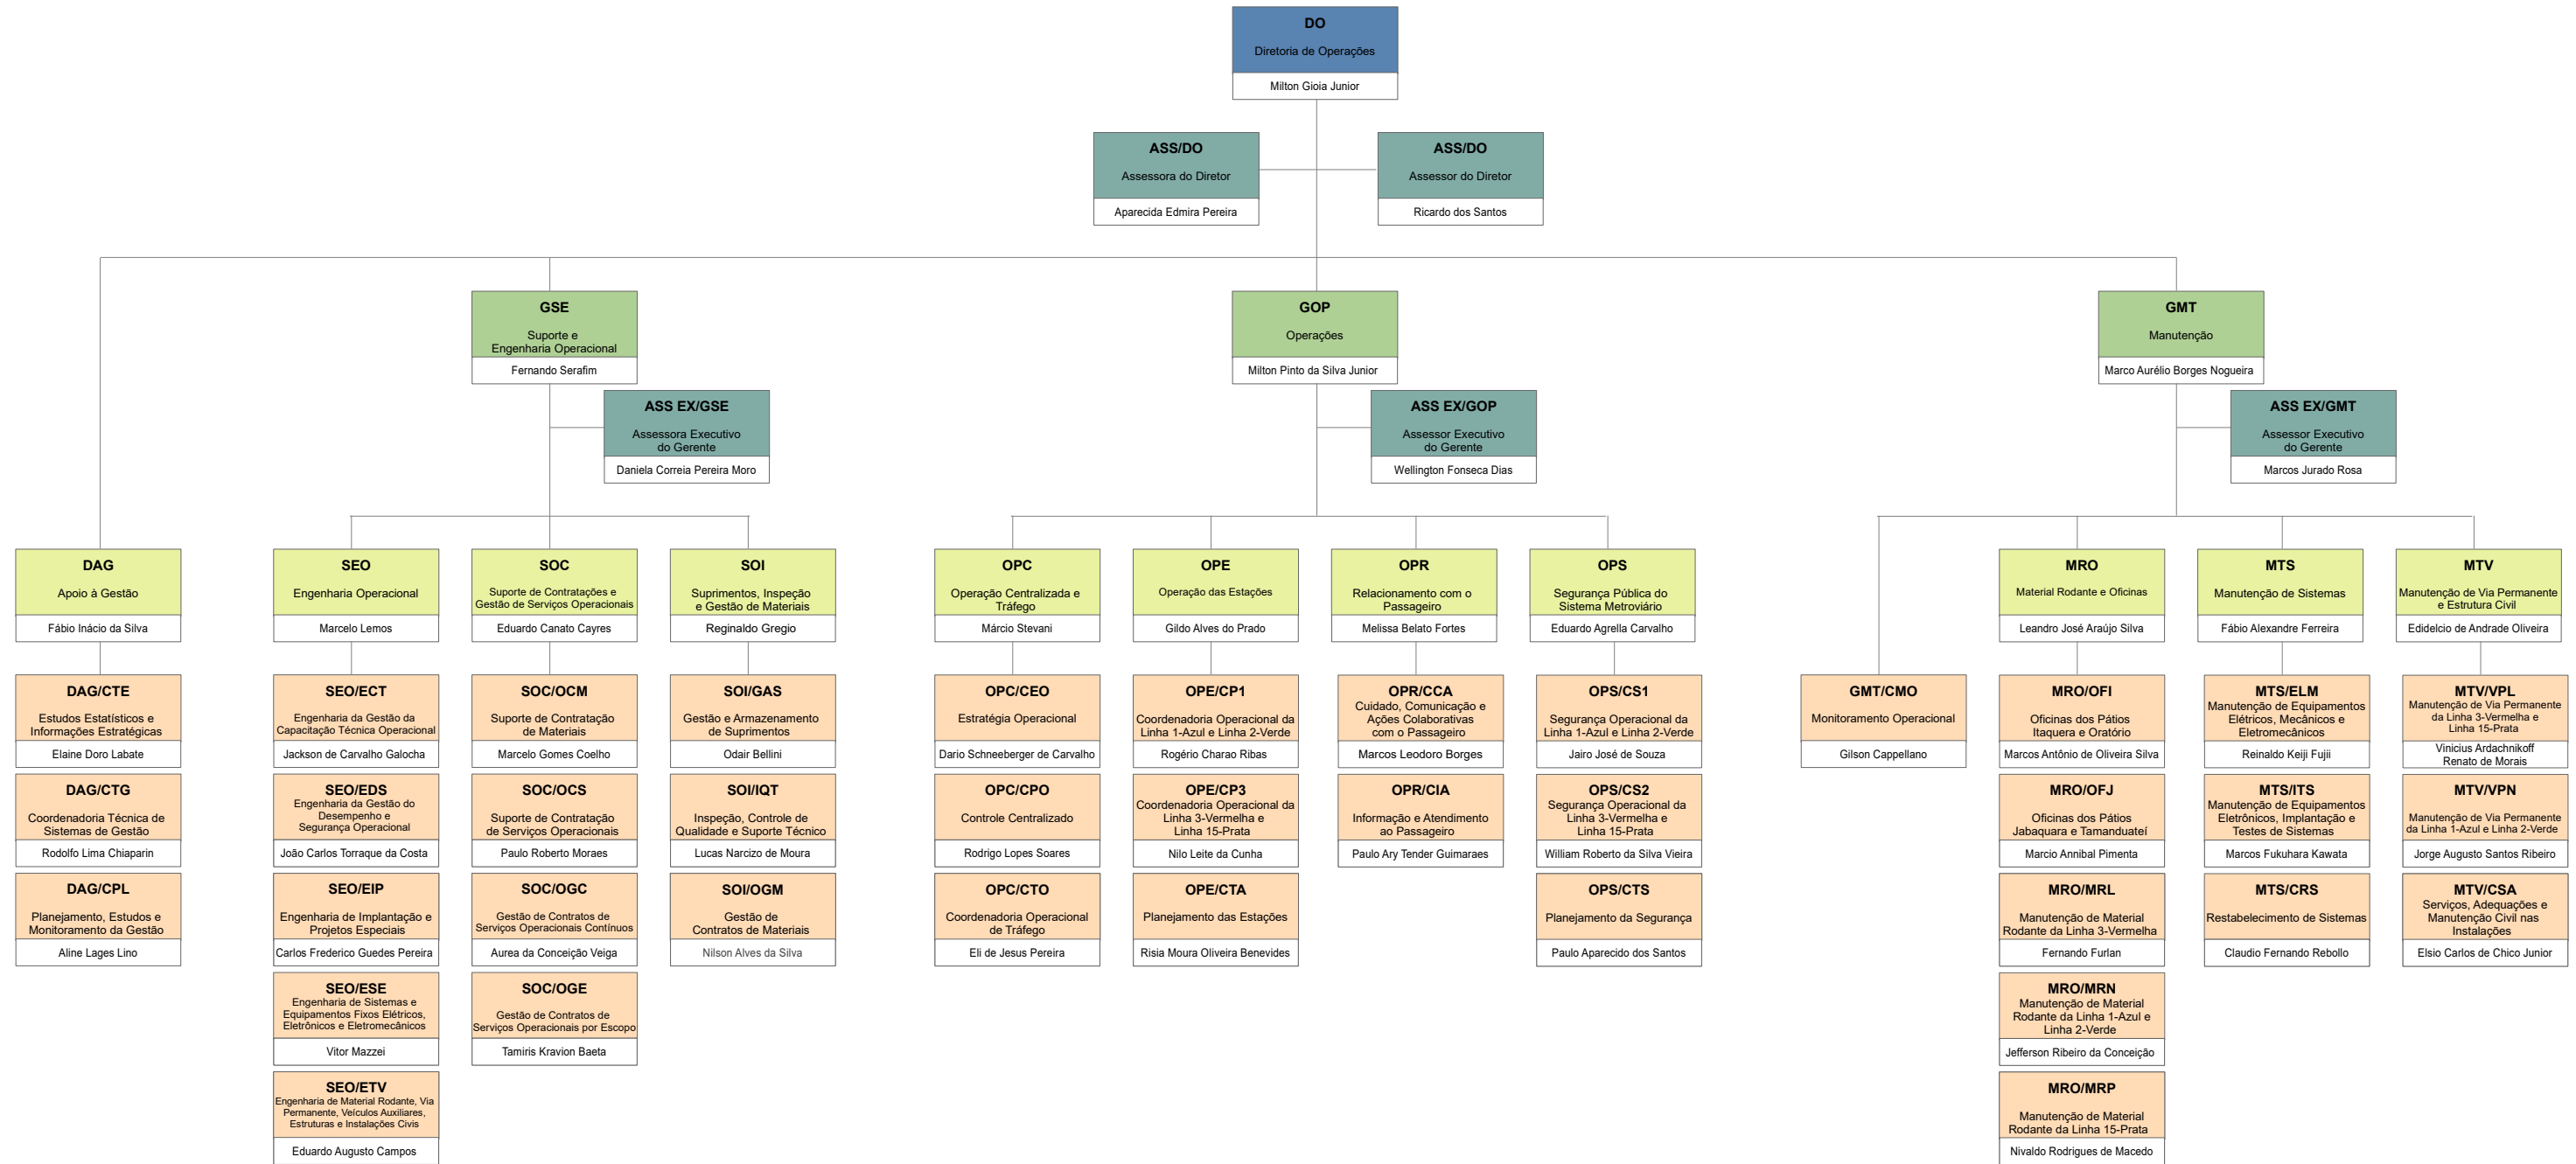 DO
Diretoria de Operações
Milton Gioia Junior
ASS/DO
Assessora do Diretor
Aparecida Edmira Pereira
ASS/DO
Assessor do Diretor
Ricardo dos Santos
GSE
Suporte e
Engenharia Operacional
Fernando Serafim
GOP
Operações
Milton Pinto da Silva Junior
GMT
Manutenção
Marco Aurélio Borges Nogueira
ASS EX/GSE
Assessora Executivo
do Gerente
Daniela Correia Pereira Moro
ASS EX/GOP
Assessor Executivo
do Gerente
Wellington Fonseca Dias
ASS EX/GMT
Assessor Executivo
do Gerente
Marcos Jurado Rosa
DAG
Apoio à Gestão
Fábio Inácio da Silva
DAG/CTE
Estudos Estatísticos e
Informações Estratégicas
Elaine Doro Labate
DAG/CTG
Coordenadoria Técnica de
Sistemas de Gestão
Rodolfo Lima Chiaparin
DAG/CPL
Planejamento, Estudos e
Monitoramento da Gestão
Aline Lages Lino
SEO
Engenharia Operacional
Marcelo Lemos
SEO/ECT
Engenharia da Gestão da
Capacitação Técnica Operacional
Jackson de Carvalho Galocha
SEO/EDS
Engenharia da Gestão do
Desempenho e
Segurança Operacional
João Carlos Torraque da Costa
SEO/EIP
Engenharia de Implantação e
Projetos Especiais
Carlos Frederico Guedes Pereira
SEO/ESE
Engenharia de Sistemas e
Equipamentos Fixos Elétricos,
Eletrônicos e Eletromecânicos
Vitor Mazzei
SEO/ETV
Engenharia de Material Rodante, Via
Permanente, Veículos Auxiliares,
Estruturas e Instalações Civis
Eduardo Augusto Campos
SOC
Suporte de Contratações e
Gestão de Serviços Operacionais
Eduardo Canato Cayres
SOC/OCM
Suporte de Contratação
de Materiais
Marcelo Gomes Coelho
SOC/OCS
Suporte de Contratação
de Serviços Operacionais
Paulo Roberto Moraes
SOC/OGC
Gestão de Contratos de
Serviços Operacionais Contínuos
Aurea da Conceição Veiga
SOC/OGE
Gestão de Contratos de
Serviços Operacionais por Escopo
Tamiris Kravion Baeta
SOI
Suprimentos, Inspeção
e Gestão de Materiais
Reginaldo Gregio
SOI/GAS
Gestão e Armazenamento
de Suprimentos
Odair Bellini
SOI/IQT
Inspeção, Controle de
Qualidade e Suporte Técnico
Lucas Narcizo de Moura
SOI/OGM
Gestão de
Contratos de Materiais
Nilson Alves da Silva
OPC
Operação Centralizada e
Tráfego
Márcio Stevani
OPC/CEO
Estratégia Operacional
Dario Schneeberger de Carvalho
OPC/CPO
Controle Centralizado
Rodrigo Lopes Soares
OPC/CTO
Coordenadoria Operacional
de Tráfego
Eli de Jesus Pereira
OPE
Operação das Estações
Gildo Alves do Prado
OPE/CP1
Coordenadoria Operacional da
Linha 1-Azul e Linha 2-Verde
Rogério Charao Ribas
OPE/CP3
Coordenadoria Operacional da
Linha 3-Vermelha e
Linha 15-Prata
Nilo Leite da Cunha
OPE/CTA
Planejamento das Estações
Risia Moura Oliveira Benevides
OPR
Relacionamento com o
Passageiro
Melissa Belato Fortes
OPR/CCA
Cuidado, Comunicação e
Ações Colaborativas
com o Passageiro
Marcos Leodoro Borges
OPR/CIA
Informação e Atendimento
ao Passageiro
Paulo Ary Tender Guimaraes
OPS
Segurança Pública do
Sistema Metroviário
Eduardo Agrella Carvalho
OPS/CS1
Segurança Operacional da
Linha 1-Azul e Linha 2-Verde
Jairo José de Souza
OPS/CS2
Segurança Operacional da
Linha 3-Vermelha e
Linha 15-Prata
William Roberto da Silva Vieira
OPS/CTS
Planejamento da Segurança
Paulo Aparecido dos Santos
GMT/CMO
Monitoramento Operacional
Gilson Cappellano
MRO
Material Rodante e Oficinas
Leandro José Araújo Silva
MRO/OFI
Oficinas dos Pátios
Itaquera e Oratório
Marcos Antônio de Oliveira Silva
MRO/OFJ
Oficinas dos Pátios
Jabaquara e Tamanduateí
Marcio Annibal Pimenta
MRO/MRL
Manutenção de Material
Rodante da Linha 3-Vermelha
Fernando Furlan
MRO/MRN
Manutenção de Material
Rodante da Linha 1-Azul e
Linha 2-Verde
Jefferson Ribeiro da Conceição
MRO/MRP
Manutenção de Material
Rodante da Linha 15-Prata
Nivaldo Rodrigues de Macedo
MTS
Manutenção de Sistemas
Fábio Alexandre Ferreira
MTS/ELM
Manutenção de Equipamentos
Elétricos, Mecânicos e
Eletromecânicos
Reinaldo Keiji Fujii
MTS/ITS
Manutenção de Equipamentos
Eletrônicos, Implantação e
Testes de Sistemas
Marcos Fukuhara Kawata
MTS/CRS
Restabelecimento de Sistemas
Claudio Fernando Rebollo
MTV
Manutenção de Via Permanente
e Estrutura Civil
Edidelcio de Andrade Oliveira
MTV/VPL
Manutenção de Via Permanente
da Linha 3-Vermelha e
Linha 15-Prata
Vinicius Ardachnikoff
Renato de Morais
MTV/VPN
Manutenção de Via Permanente
da Linha 1-Azul e Linha 2-Verde
Jorge Augusto Santos Ribeiro
MTV/CSA
Serviços, Adequações e
Manutenção Civil nas
Instalações
Elsio Carlos de Chico Junior